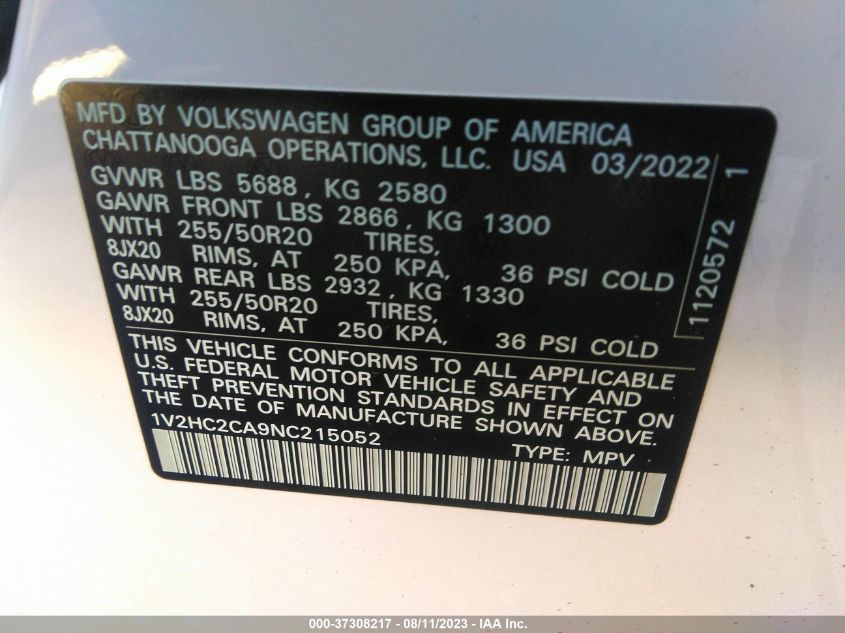 MFD BY VOLKSWAGEN GROUP OF AMERICA
CHATTANOOGA OPERATIONS, LLC. USA 03/2022
GVWR LBS 5688, KG 2580
GAWR FRONT LBS 2866, KG 1300
WITH 255/50R20 TIRES,
8JX20 RIMS, AT 250 KPA, 36 PSI COLD
GAWR REAR LBS 2932, KG 1330
WITH 255/50R20 TIRES,
8JX20 RIMS, AT 250 KPA, 36 PSI COLD
THIS VEHICLE CONFORMS TO ALL APPLICABLE
U.S. FEDERAL MOTOR VEHICLE SAFETY AND
THEFT PREVENTION STANDARDS IN EFFECT ON
THE DATE OF MANUFACTURE SHOWN ABOVE.
1V2HC2CA9NC215052 TYPE: MPV
1120572 1
000-37308217 - 08/11/2023 - IAA Inc.